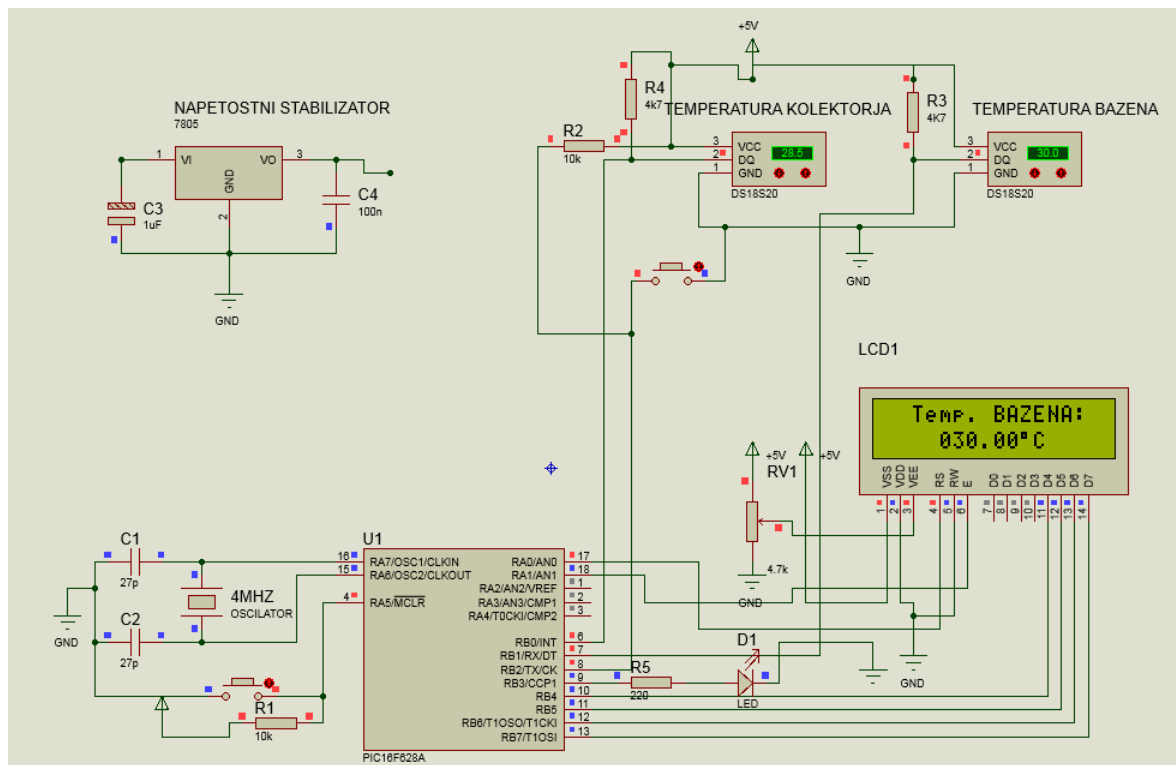 +5V
NAPETOSTNI STABILIZATOR
7805
1
VI
VO
3
GND
2
C3
1uF
C4
100n
GND
R4
4k7
R2
10k
TEMPERATURA KOLEKTORJA
3
2
1
VCC
DQ
GND
28.5
DS18S20
R3
4K7
TEMPERATURA BAZENA
3
2
1
VCC
DQ
GND
30.0
DS18S20
GND
LCD1
Temp. BAZENA:
030.00°C
VSS
VDD
VEE
RS
RW
E
D0
D1
D2
D3
D4
D5
D6
D7
1
2
3
4
5
6
7
8
9
10
11
12
13
14
+5V
RV1
+5V
4.7k
GND
GND
C1
27p
C2
27p
GND
4MHZ
OSCILATOR
R1
10k
U1
16
RA7/OSC1/CLKIN
15
RA6/OSC2/CLKOUT
4
RA5/MCLR
RA0/AN0
17
RA1/AN1
18
RA2/AN2/VREF
1
RA3/AN3/CMP1
2
RA4/T0CKI/CMP2
3
RB0/INT
6
RB1/RX/DT
7
RB2/TX/CK
8
RB3/CCP1
9
RB4
10
RB5
11
RB6/T1OSO/T1CKI
12
RB7/T1OSI
13
PIC16F628A
R5
220
D1
LED